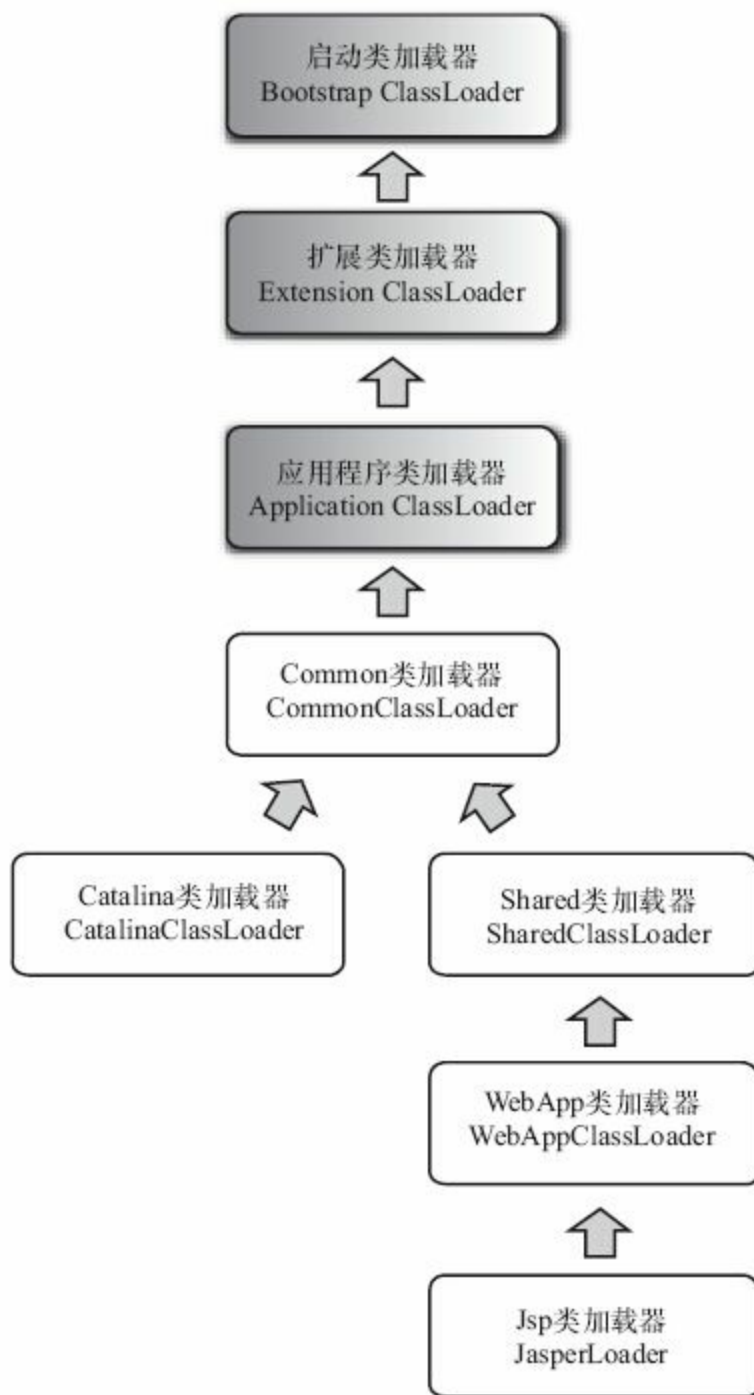 启动类加载器
Bootstrap ClassLoader
扩展类加载器
Extension ClassLoader
应用程序类加载器
Application ClassLoader
Common类加载器
CommonClassLoader
Catalina类加载器
CatalinaClassLoader
Shared类加载器
SharedClassLoader
WebApp类加载器
WebAppClassLoader
Jsp类加载器
JasperLoader